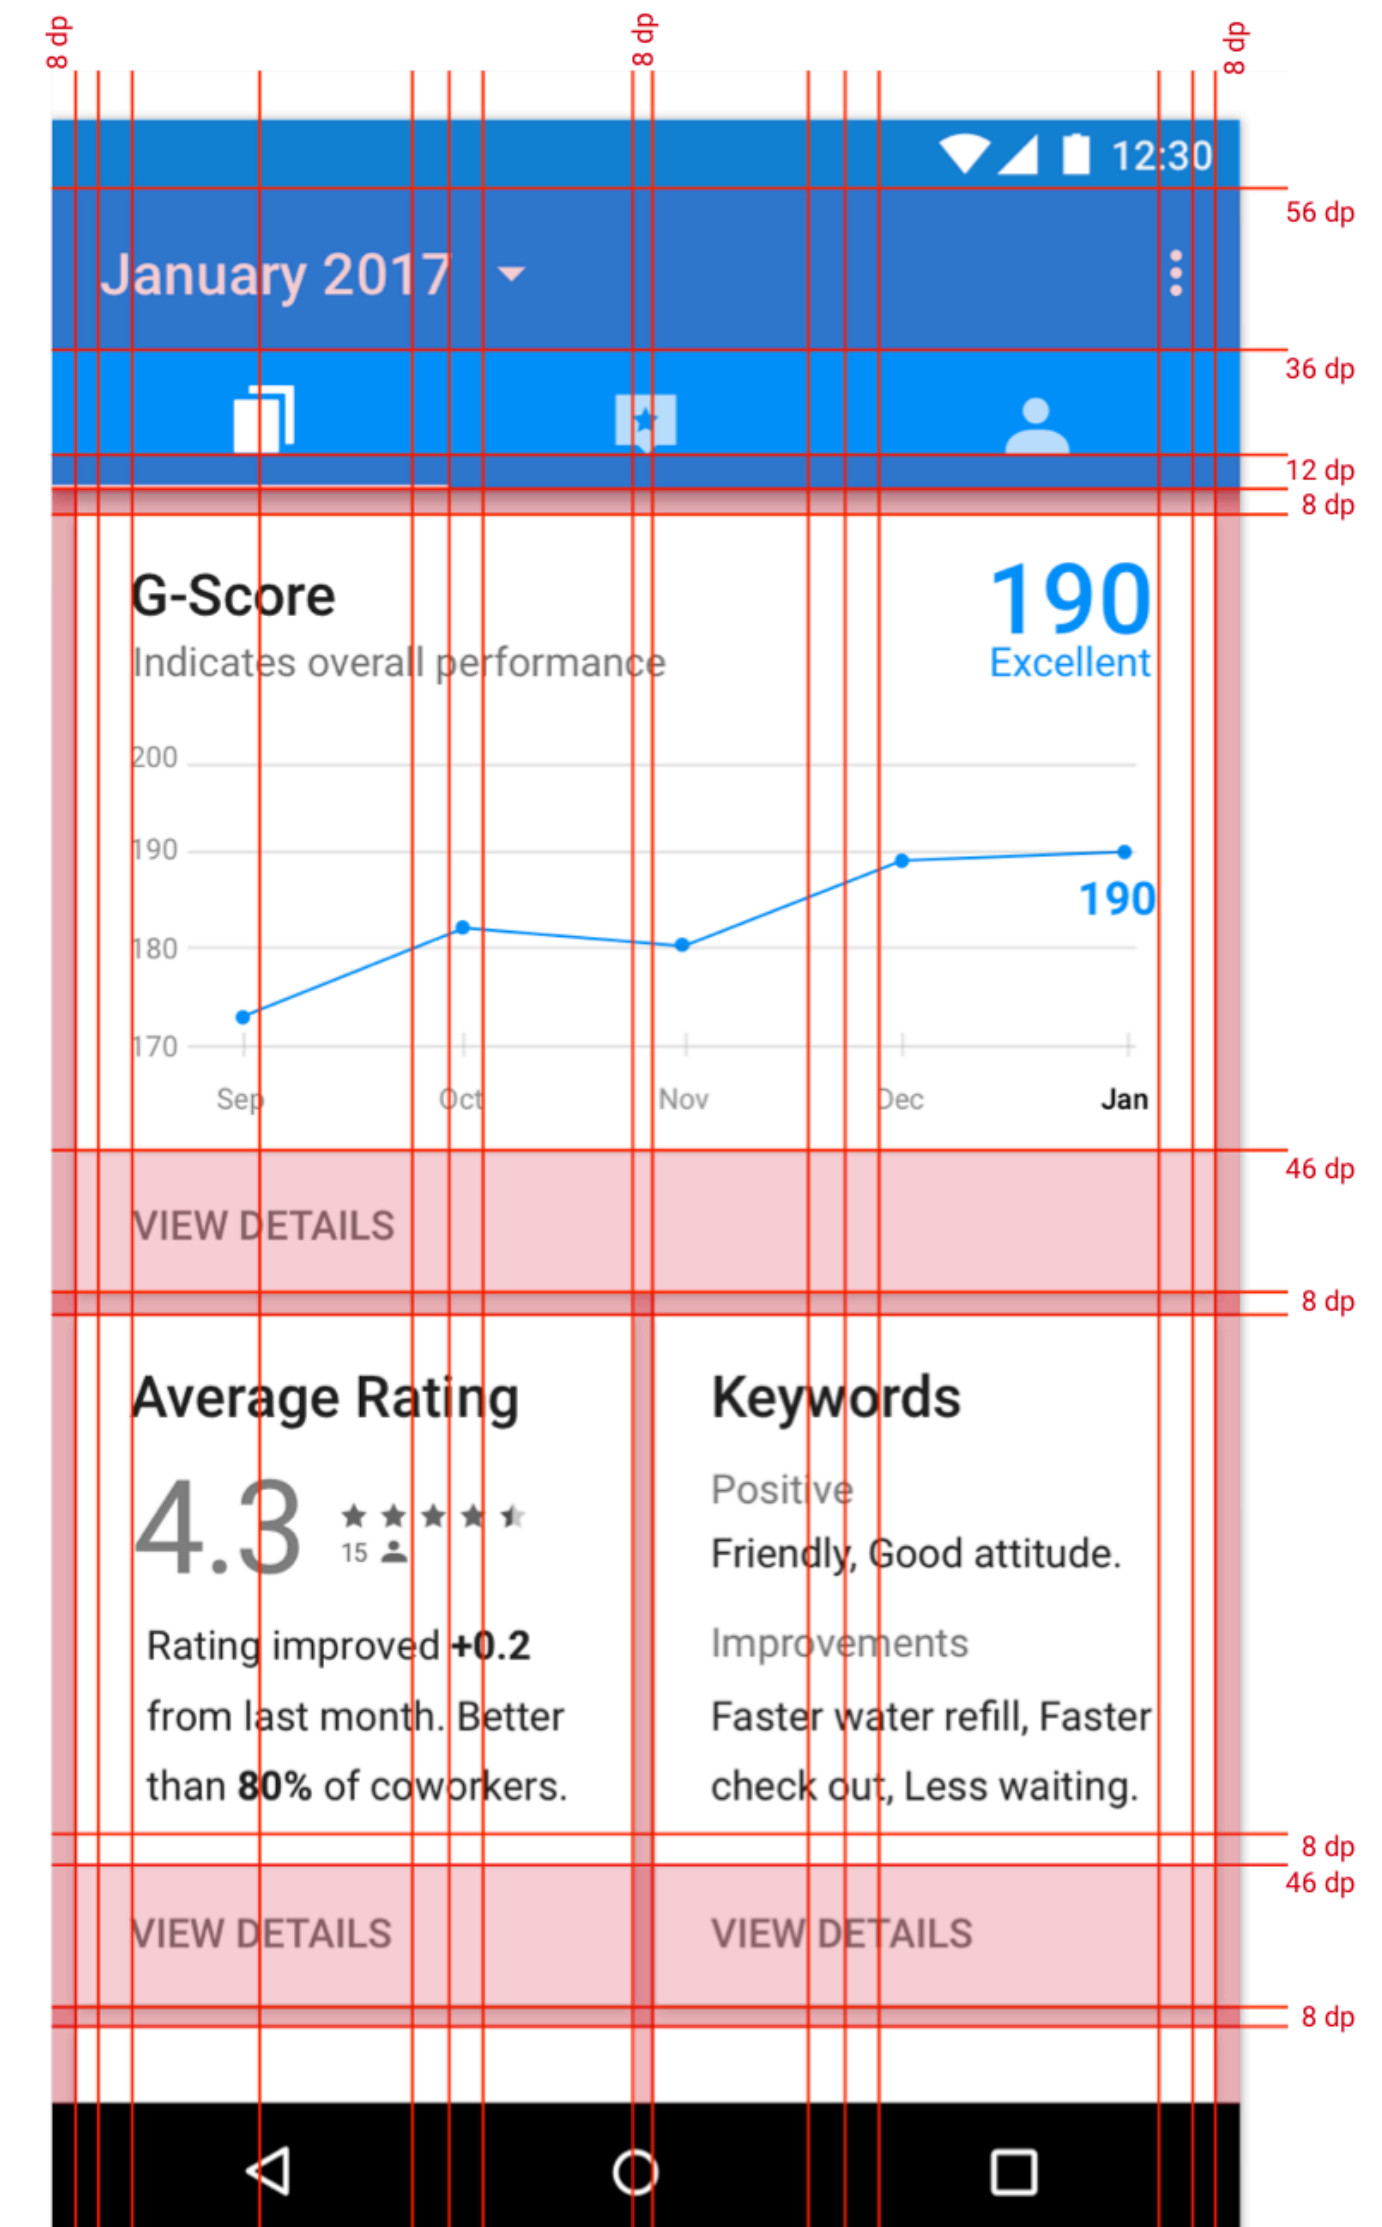 8 dp 8 dp 8 dp
12:30
56 dp
January 2017
36 dp
12 dp
8 dp
G-Score
190
Indicates overall performance
Excellent
200
190
190
180
170
Sep Oct Nov Dec Jan
46 dp
VIEW DETAILS
8 dp
Average Rating
4.3
15
Rating improved +0.2
from last month. Better
than 80% of coworkers.
Keywords
Positive
Friendly, Good attitude.
Improvements
Faster water refill, Faster
check out, Less waiting.
8 dp
46 dp
VIEW DETAILS
VIEW DETAILS
8 dp